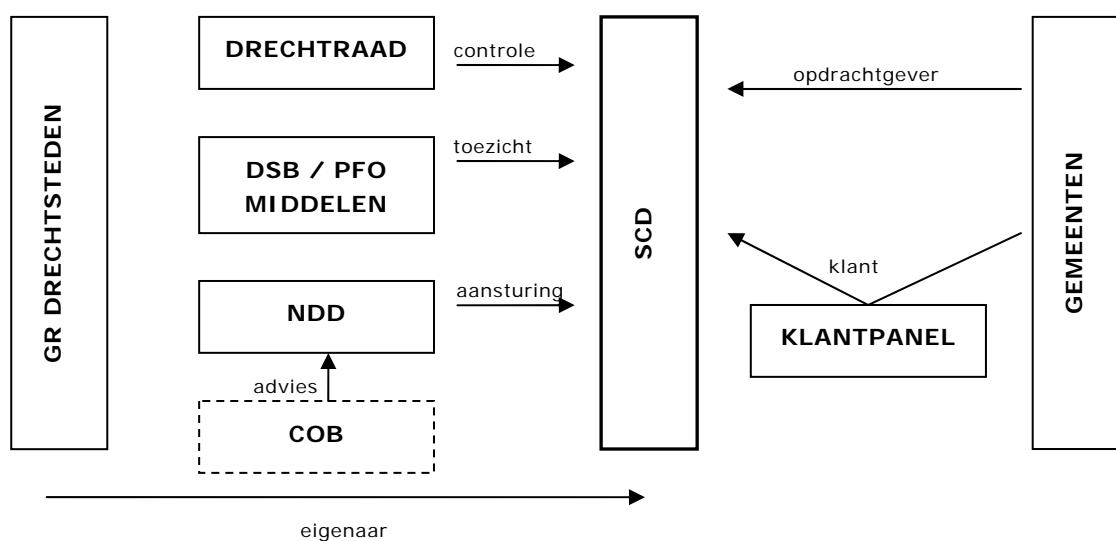 GR DRECHTSTEDEN
DRECHTRAAD
controle
DSB / PFO
MIDDELEN
toezicht
NDD
aansturing
advies
COB
eigenaar
SCD
opdrachtgever
klant
KLANTPANEL
GEMEENTEN